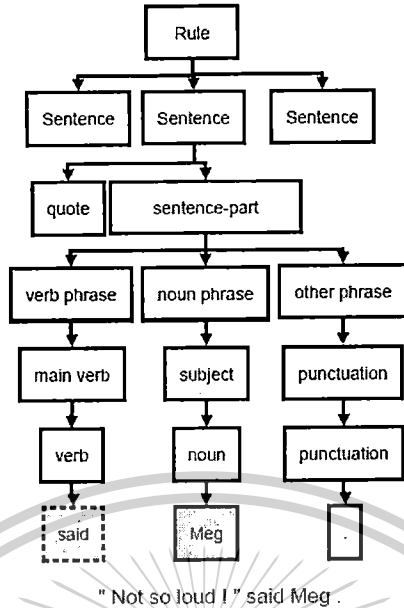 Rule
Sentence Sentence Sentence
quote sentence-part
verb phrase noun phrase other phrase
main verb subject punctuation
verb noun punctuation
said Meg .
" Not so loud ! " said Meg .